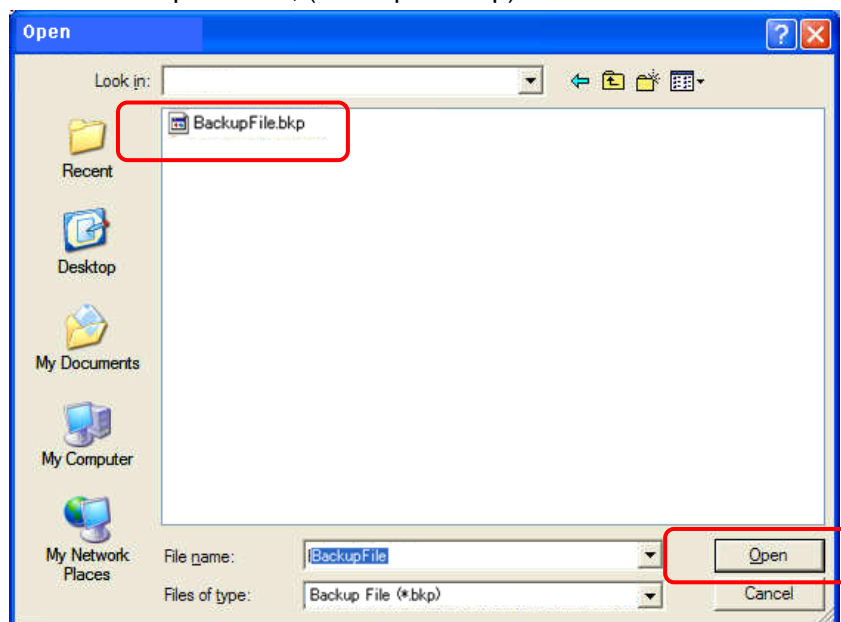 Open
Look in:
BackupFile.bkp
Recent
Desktop
My Documents
My Computer
My Network
Places
File name:
BackupFile
Open
Files of type:
Backup File (*.bkp)
Cancel